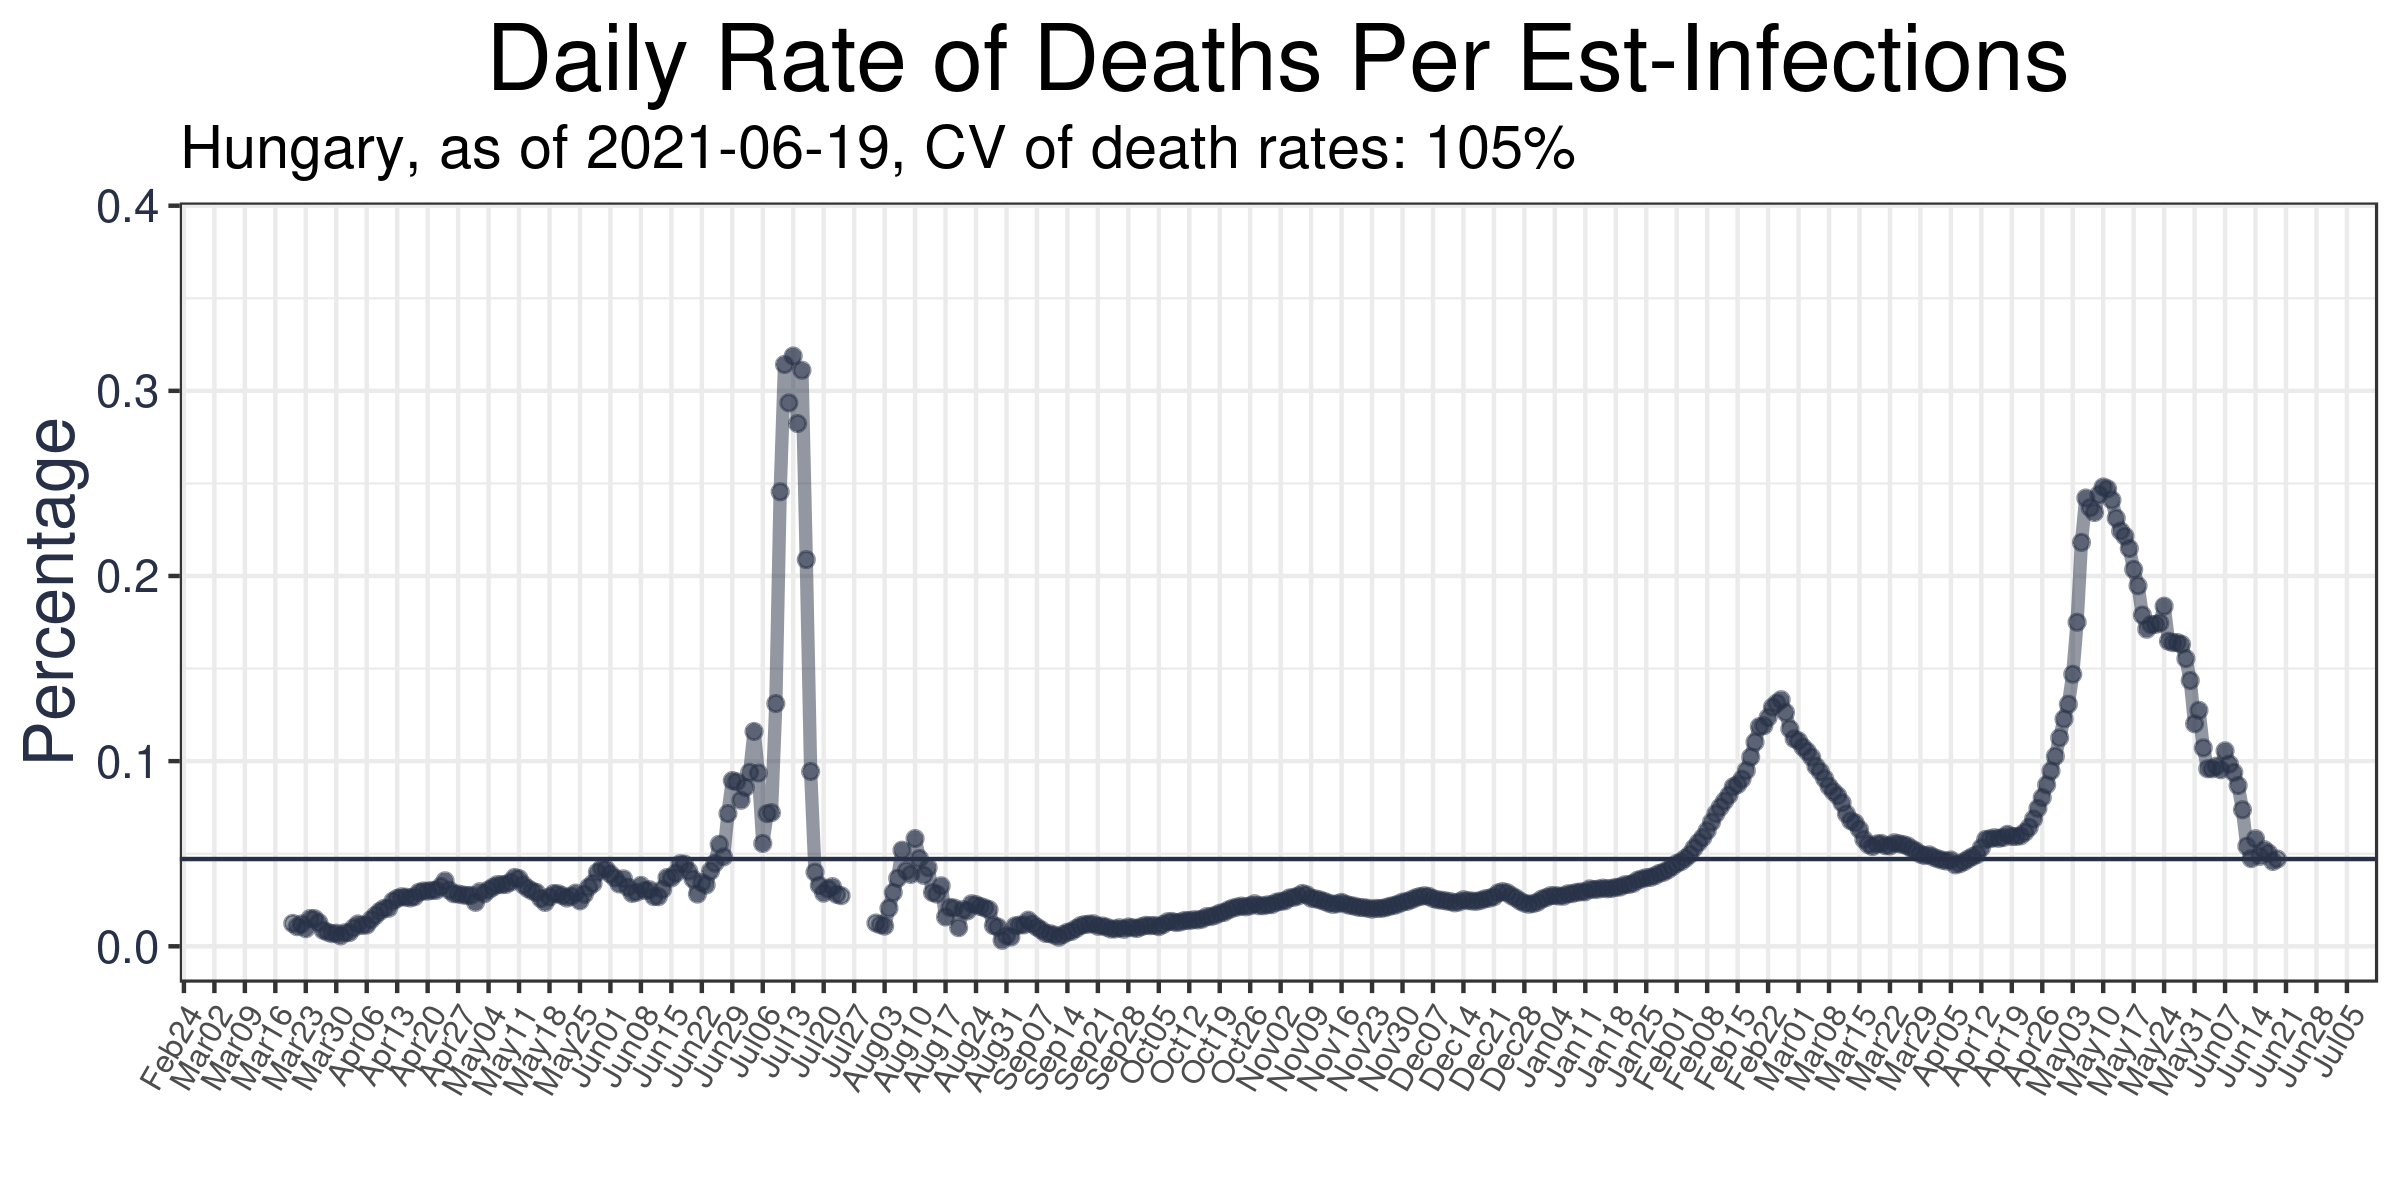 Daily Rate of Deaths Per Est-Infections
Hungary, as of 2021-06-19, CV of death rates: 105%
Percentage
0.4
0.3
0.2
0.1
0.0
Feb24
Mar02
Mar09
Mar16
Mar23
Mar30
Apr06
Apr13
Apr20
Apr27
May04
May11
May18
May25
Jun01
Jun08
Jun15
Jun22
Jun29
Jul06
Jul13
Jul20
Jul27
Aug03
Aug10
Aug17
Aug24
Aug31
Sep07
Sep14
Sep21
Sep28
Oct05
Oct12
Oct19
Oct26
Nov02
Nov09
Nov16
Nov23
Nov30
Dec07
Dec14
Dec21
Dec28
Jan04
Jan11
Jan18
Jan25
Feb01
Feb08
Feb15
Feb22
Mar01
Mar08
Mar15
Mar22
Mar29
Apr05
Apr12
Apr19
Apr26
May03
May10
May17
May24
May31
Jun07
Jun14
Jun21
Jun28
Jul05